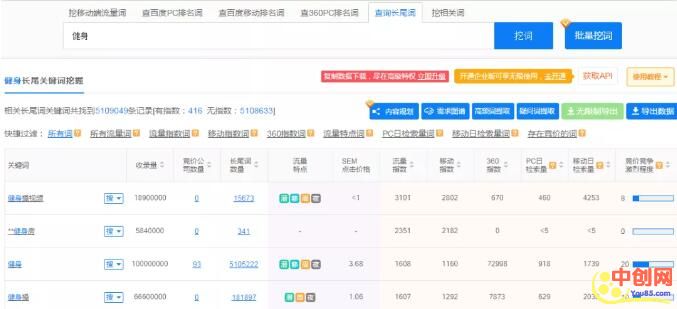 挖移动端流量词 查百度PC排名词 查百度移动排名词 查360PC排名词 查询长尾词 挖相关词
健身 挖词 批量挖词
健身 长尾关键词挖掘 复制数据下载,尽在高级特权 立即升级 开通企业版可享无限查询,去开通 获取API 使用教程
相关长尾词关键词共找到5109049条记录[有指数:416 无指数:5108633] 内容规划 需求图谱 高频词提取 疑问词提取 无限制导出 导出数据
快捷过滤: 所有词 所有流量词 流量指数词 移动指数词 360指数词 流量特点词 PC日检索量词 移动日检索量词 存在竞价的词
关键词 收录量 竞价公司数量 长尾词数量 流量特点 SEM点击价格 流量指数 移动指数 360指数 PC日检索量 移动日检索量 竞价竞争激烈程度
健身操视频 搜 18900000 0 15673 <1 3101 2802 670 460 4253 8
**健身房 搜 5840000 0 341 - - 2351 2182 0 <5 <5 0
健身 搜 100000000 93 5105222 3.68 1608 1160 72998 918 1739 20
健身操 搜 66600000 0 181897 1.06 1607 1292 7873 629
中创网
You85.com